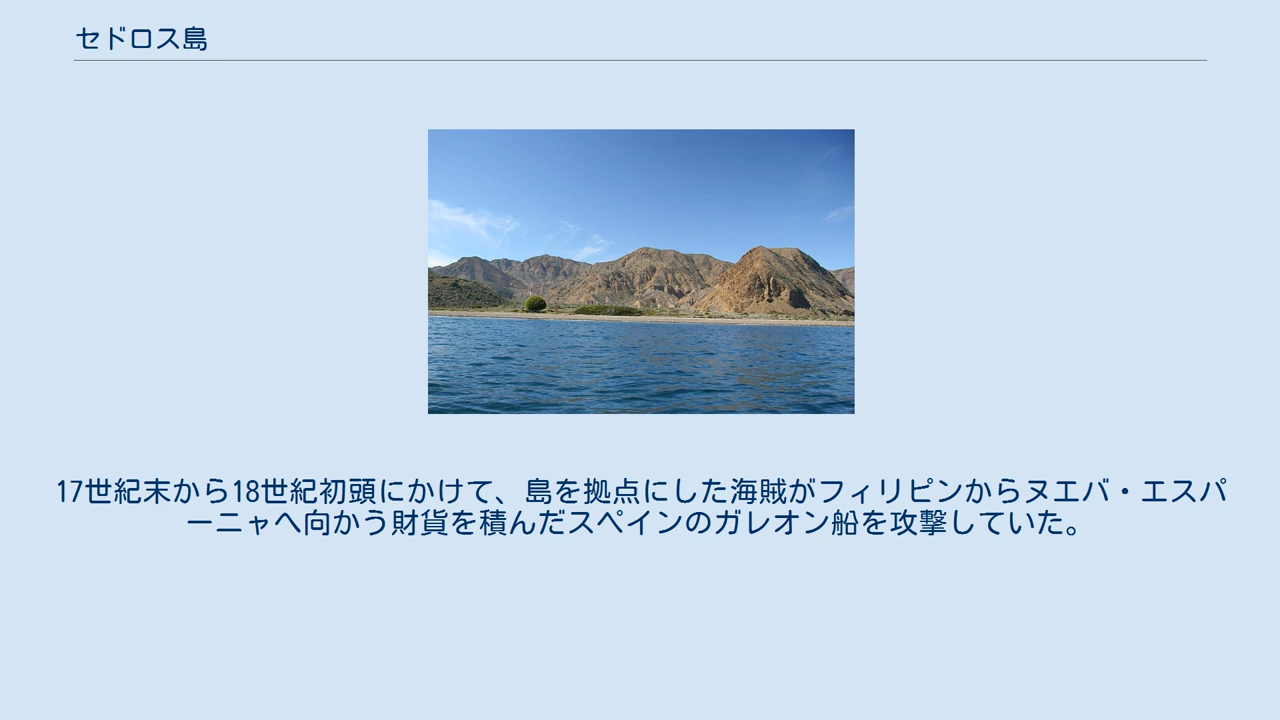 セドロス島
17世紀末から18世紀初頭にかけて、島を拠点にした海賊がフィリピンからヌエバ・エスパ
ーニャへ向かう財貨を積んだスペインのガレオン船を攻撃していた。